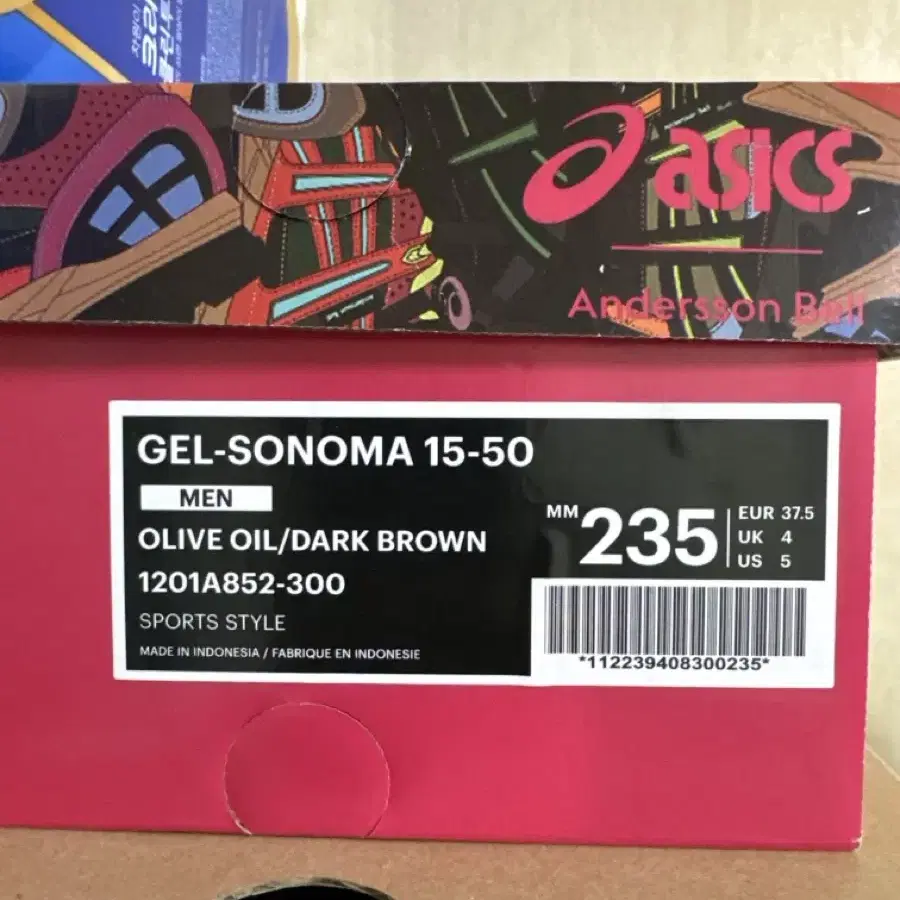 asics
Andersson Bell
GEL-SONOMA 15-50
MEN
OLIVE OIL/DARK BROWN
1201A852-300
SPORTS STYLE
MADE IN INDONESIA / FABRIQUE EN INDONESIE
MM 235
EUR 37.5
UK 4
US 5
*112239408300235*